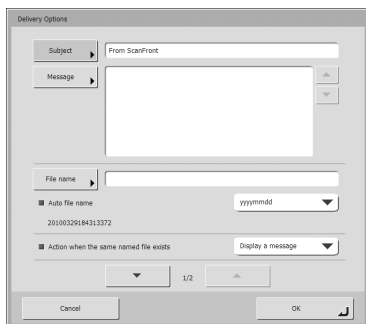 Delivery Options
Subject From ScanFront
Message
File name
Auto file name yyyymmdd
20100329184313372
Action when the same named file exists Display a message
1/2
Cancel OK